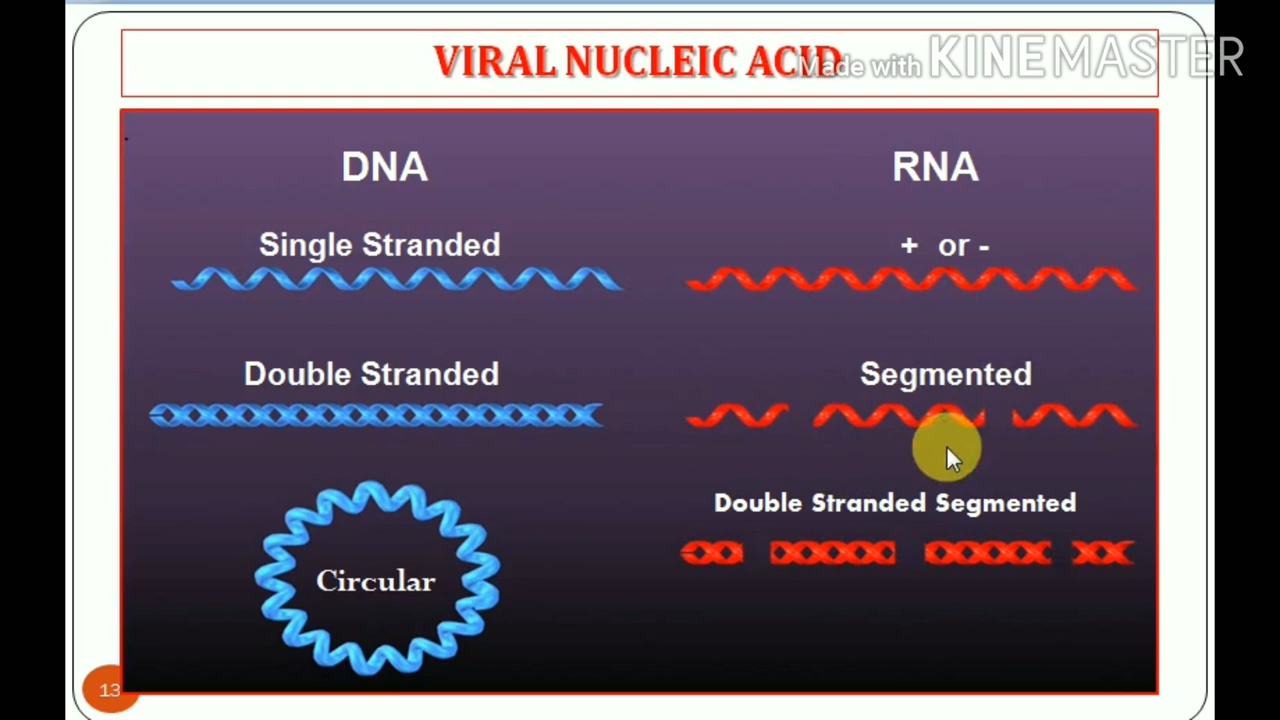 VIRAL NUCLEIC ACID
Made with KINEMASTER
DNA
Single Stranded
Double Stranded
Circular
RNA
+ or -
Segmented
Double Stranded Segmented
13